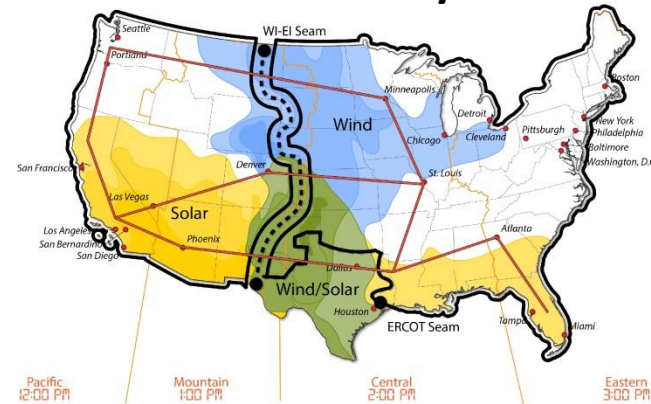 Seattle
WI-EI Seam
Portland
Minneapolis
Boston
Detroit
New York
Wind
Pittsburgh
Philadelphia
Chicago
Cleveland
Baltimore
Washington, D.C
Denver
San Francisco
St. Louis
Las Vegas
Solar
Los Angeles
Atlanta
San Bernardino
Phoenix
San Diego
Dallas
Wind/Solar
Houston
Tampa
ERCOT Seam
Miami
Pacific
12:00 PM
Mountain
1:00 PM
Central
2:00 PM
Eastern
3:00 PM